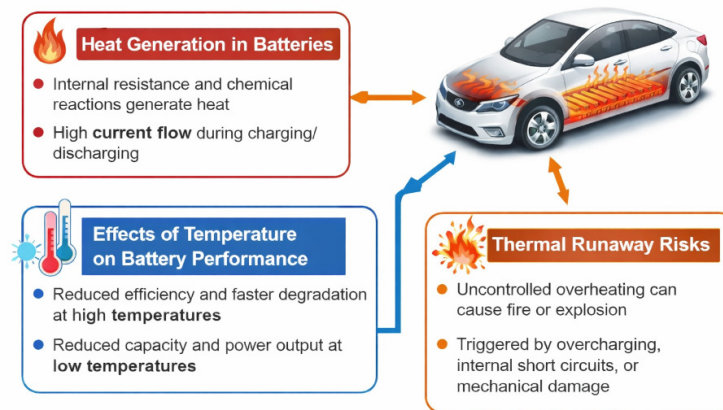 Heat Generation in Batteries
Internal resistance and chemical
reactions generate heat
High current flow during charging/
discharging
Effects of Temperature
on Battery Performance
Reduced efficiency and faster degradation
at high temperatures
Reduced capacity and power output at
low temperatures
Thermal Runaway Risks
Uncontrolled overheating can
cause fire or explosion
Triggered by overcharging,
internal short circuits, or
mechanical damage